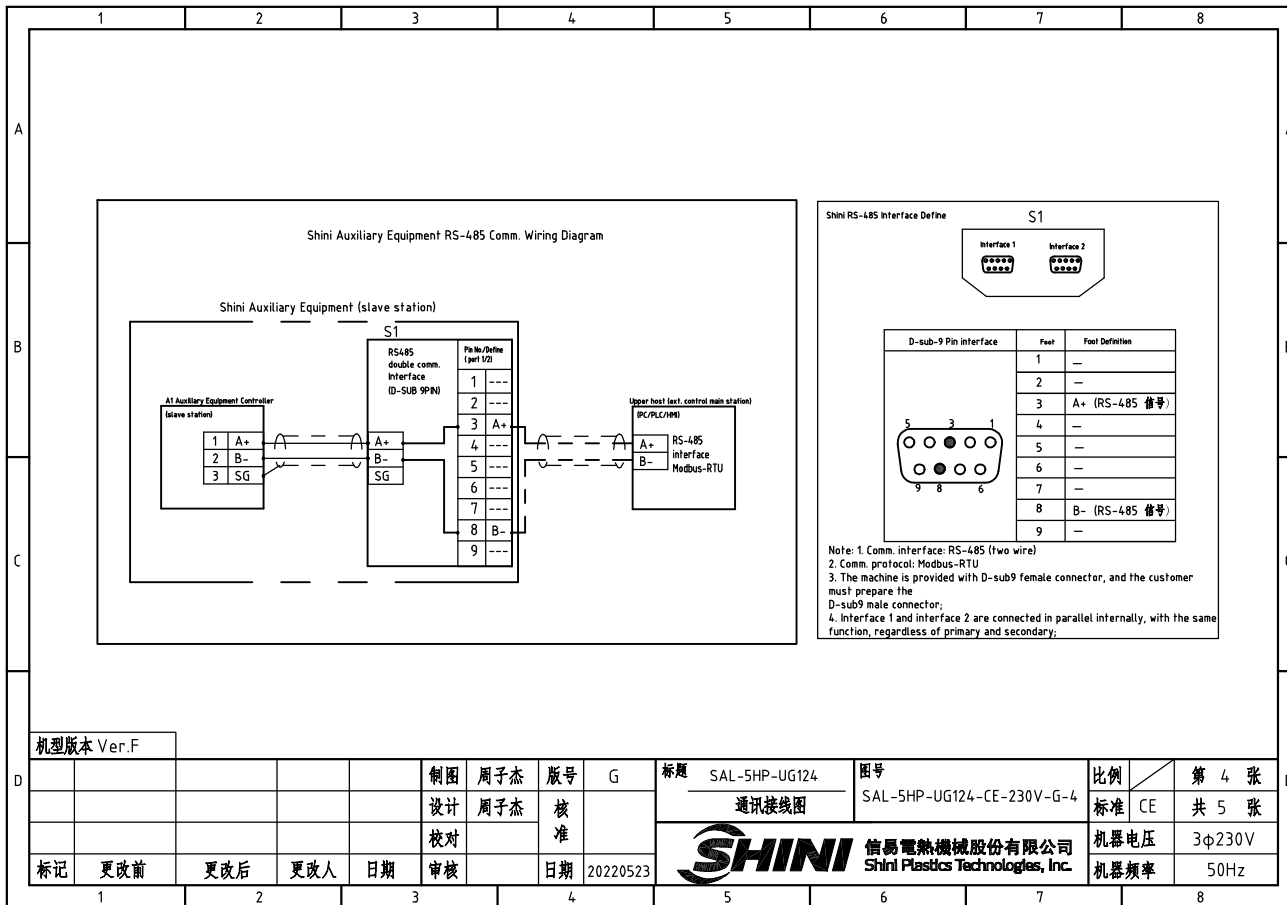 1 2 3 4 5 6 7 8
A
B
C
D
Shini Auxiliary Equipment RS-485 Comm. Wiring Diagram
Shini Auxiliary Equipment (slave station)
S1
RS485
double comm.
interface
(D-SUB 9PIN)
Pin No./Define
(port 1/2)
1 ---
2 ---
3 A+
4 ---
5 ---
6 ---
7 ---
8 B-
9 ---
A1 Auxiliary Equipment Controller
(slave station)
1 A+
2 B-
3 SG
A+
B-
SG
Upper host (ext. control main station)
(PC/PLC/HMI)
A+
B-
RS-485
interface
Modbus-RTU
Shini RS-485 Interface Define
S1
Interface 1 Interface 2
D-sub-9 Pin interface Foot Foot Definition
1 —
2 —
3 A+ (RS-485 信号)
4 —
5 —
6 —
7 —
8 B- (RS-485 信号)
9 —
5 3 1
9 8 6
Note: 1. Comm. interface: RS-485 (two wire)
2. Comm. protocol: Modbus-RTU
3. The machine is provided with D-sub9 female connector, and the customer
must prepare the
D-sub9 male connector;
4. Interface 1 and interface 2 are connected in parallel internally, with the same
function, regardless of primary and secondary;
机型版本 Ver.F
制图 周子杰 版号 G
设计 周子杰 核准
校对
标记 更改前 更改后 更改人 日期 审核 日期 20220523
标题 SAL-5HP-UG124
通讯接线图
图号
SAL-5HP-UG124-CE-230V-G-4
比例 第 4 张
标准 CE 共 5 张
机器电压 3φ230V
机器频率 50Hz
SHINI
信易電熱機械股份有限公司
Shini Plastics Technologies, Inc.
1 2 3 4 5 6 7 8